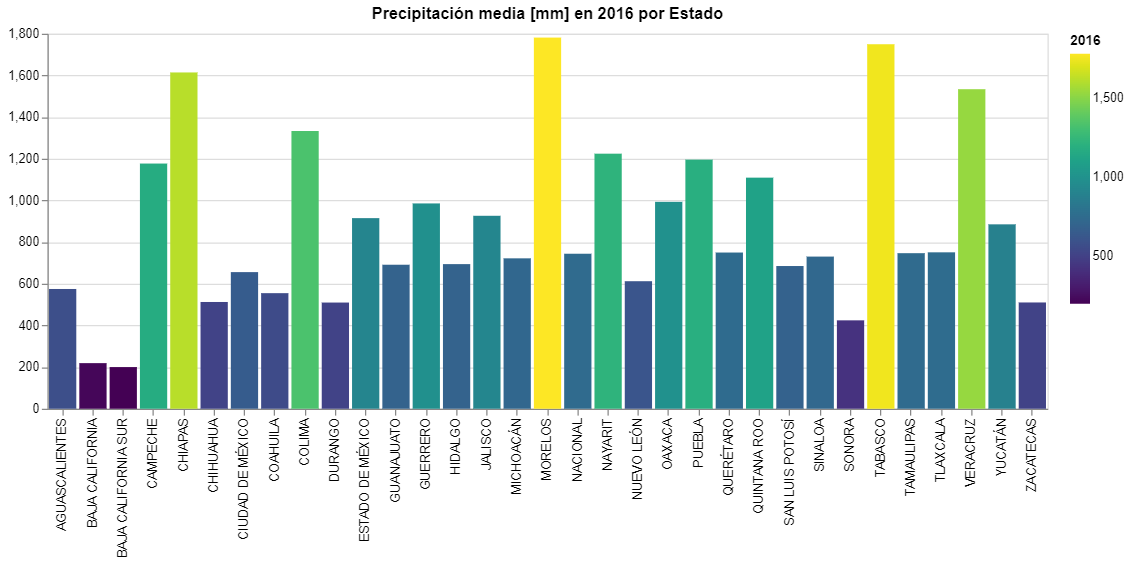 Precipitación media [mm] en 2016 por Estado
1,800
1,600
1,400
1,200
1,000
800
600
400
200
0
AGUASCALIENTES
BAJA CALIFORNIA
BAJA CALIFORNIA SUR
CAMPECHE
CHIAPAS
CHIHUAHUA
CIUDAD DE MÉXICO
COAHUILA
COLIMA
DURANGO
ESTADO DE MÉXICO
GUANAJUATO
GUERRERO
HIDALGO
JALISCO
MICHOACÁN
MORELOS
NACIONAL
NAYARIT
NUEVO LEÓN
OAXACA
PUEBLA
QUERÉTARO
QUINTANA ROO
SAN LUIS POTOSÍ
SINALOA
SONORA
TABASCO
TAMAULIPAS
TLAXCALA
VERACRUZ
YUCATÁN
ZACATECAS
2016
1,500
1,000
500